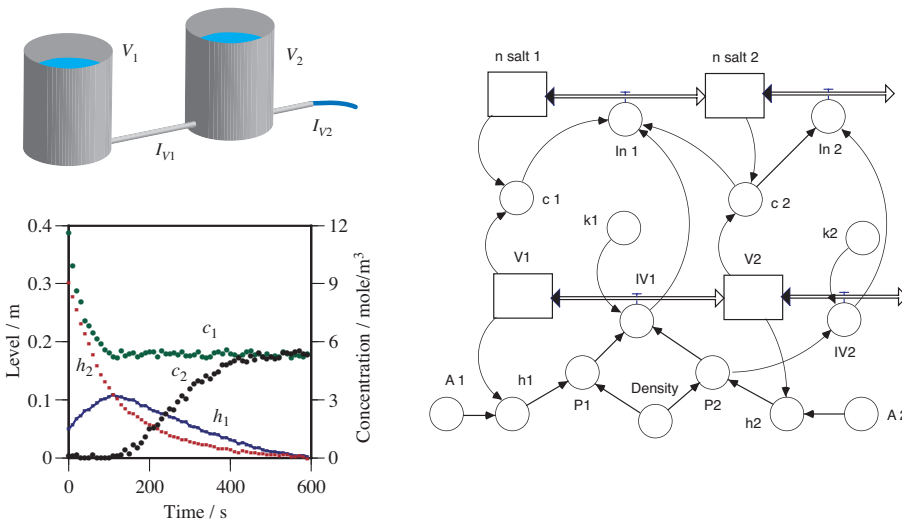 V1
V2
IV1
IV2
0.4
0.3
0.2
0.1
0
12
9
6
3
0
Level / m
Concentration / mole/m3
c1
h2
c2
h1
0
200
400
600
Time / s
n salt 1
n salt 2
In 1
In 2
c 1
c 2
k1
k2
V1
IV1
V2
IV2
A 1
h1
P1
Density
P2
h2
A 2